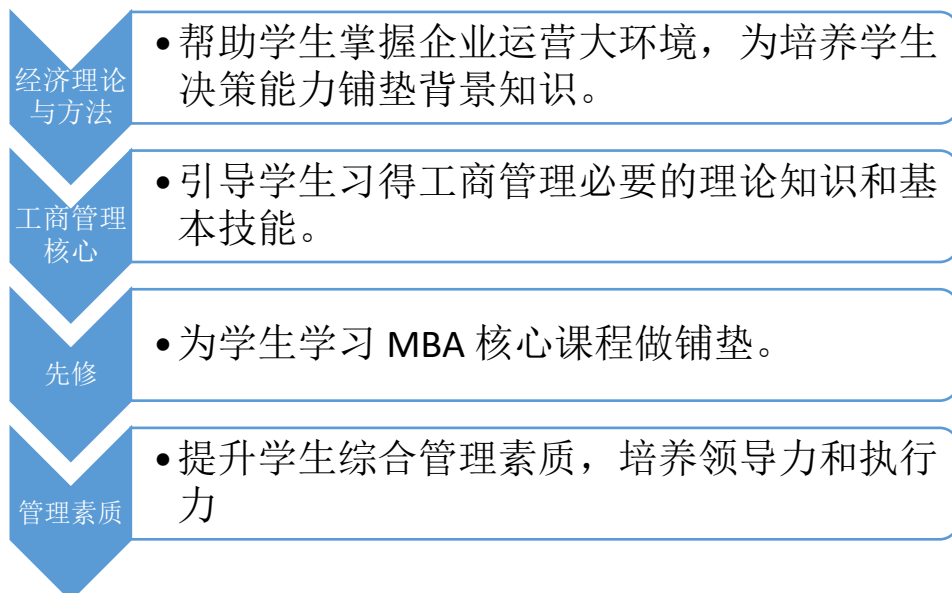 经济理论
与方法
•帮助学生掌握企业运营大环境，为培养学生
决策能力铺垫背景知识。
工商管理
核心
•引导学生习得工商管理必要的理论知识和基
本技能。
先修
•为学生学习 MBA 核心课程做铺垫。
管理素质
•提升学生综合管理素质，培养领导力和执行
力